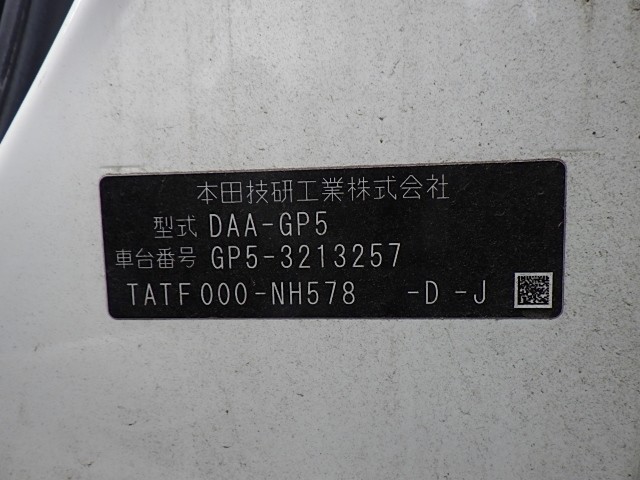 本田技研工業株式会社
型式 DAA-GP5
車台番号 GP5-3213257
TATF000-NH578 -D -J